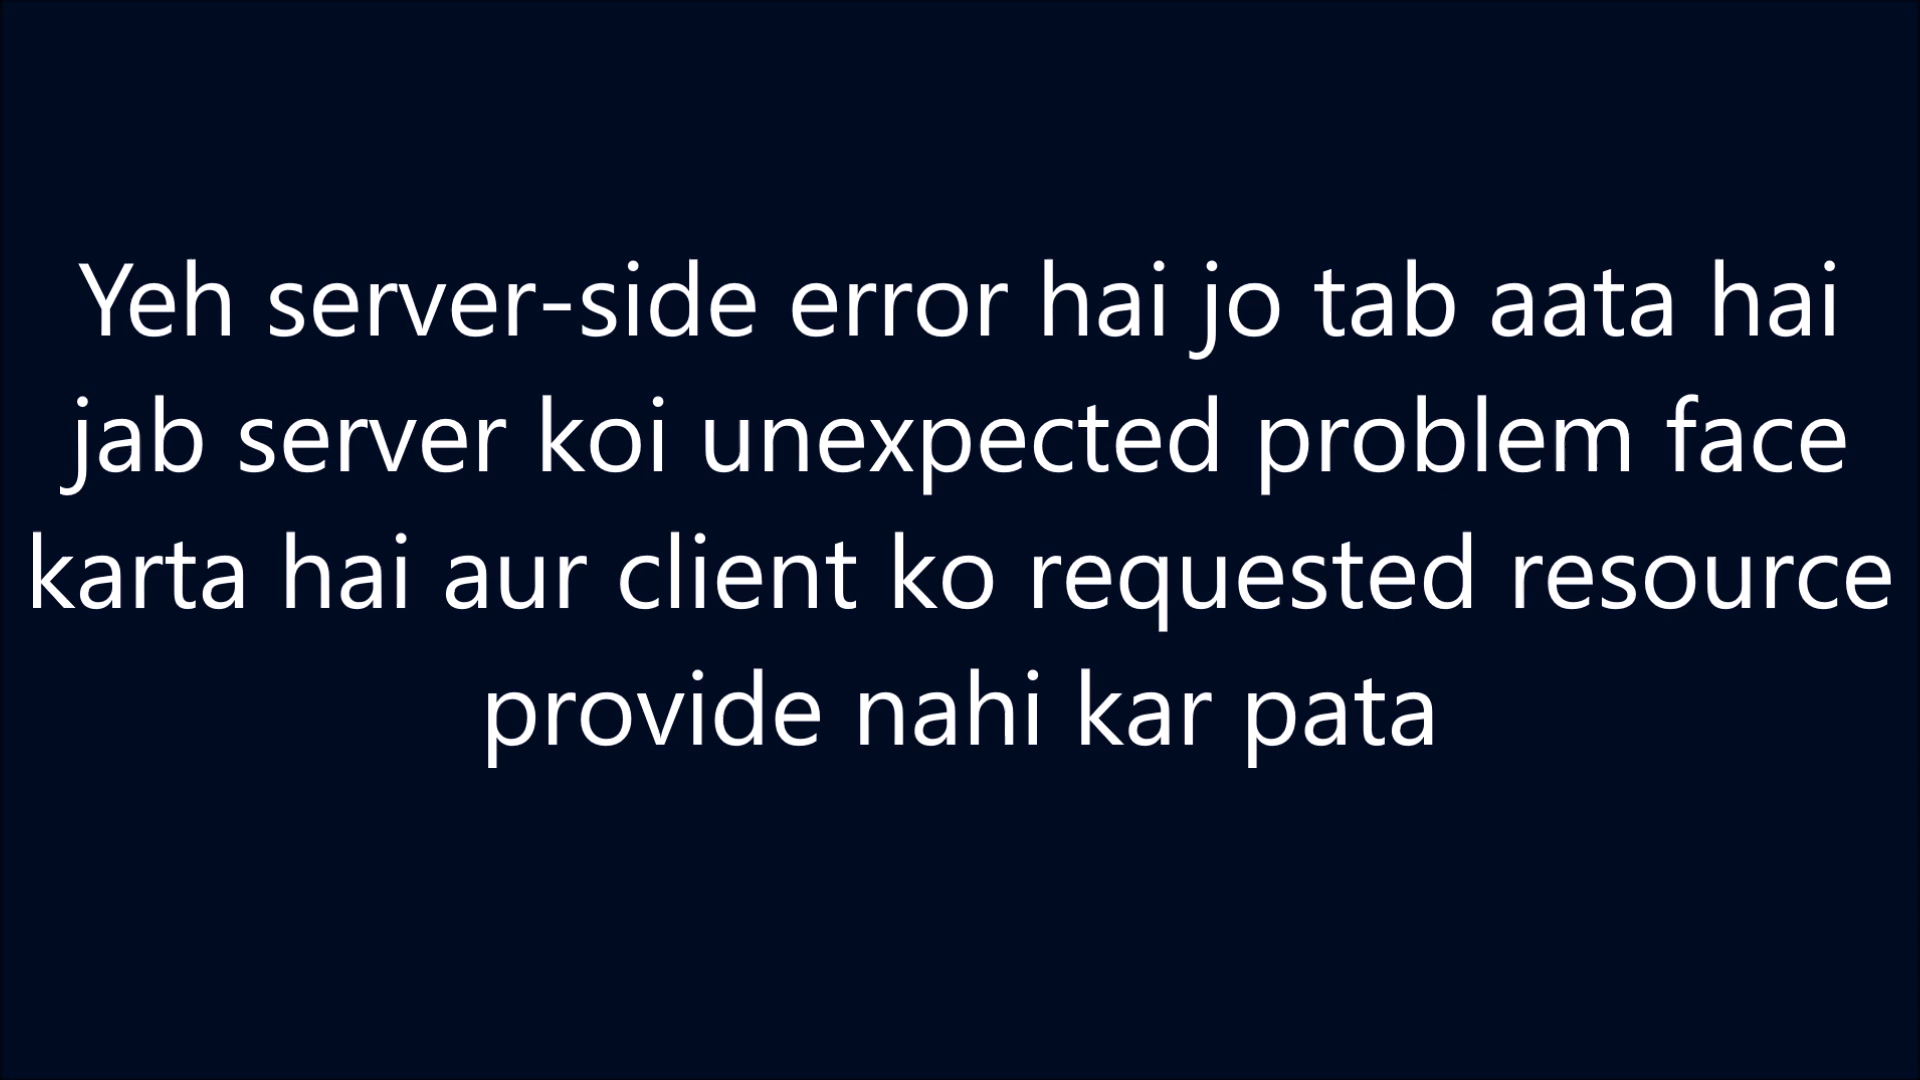 Yeh server-side error hai jo tab aata hai
jab server koi unexpected problem face
karta hai aur client ko requested resource
provide nahi kar pata